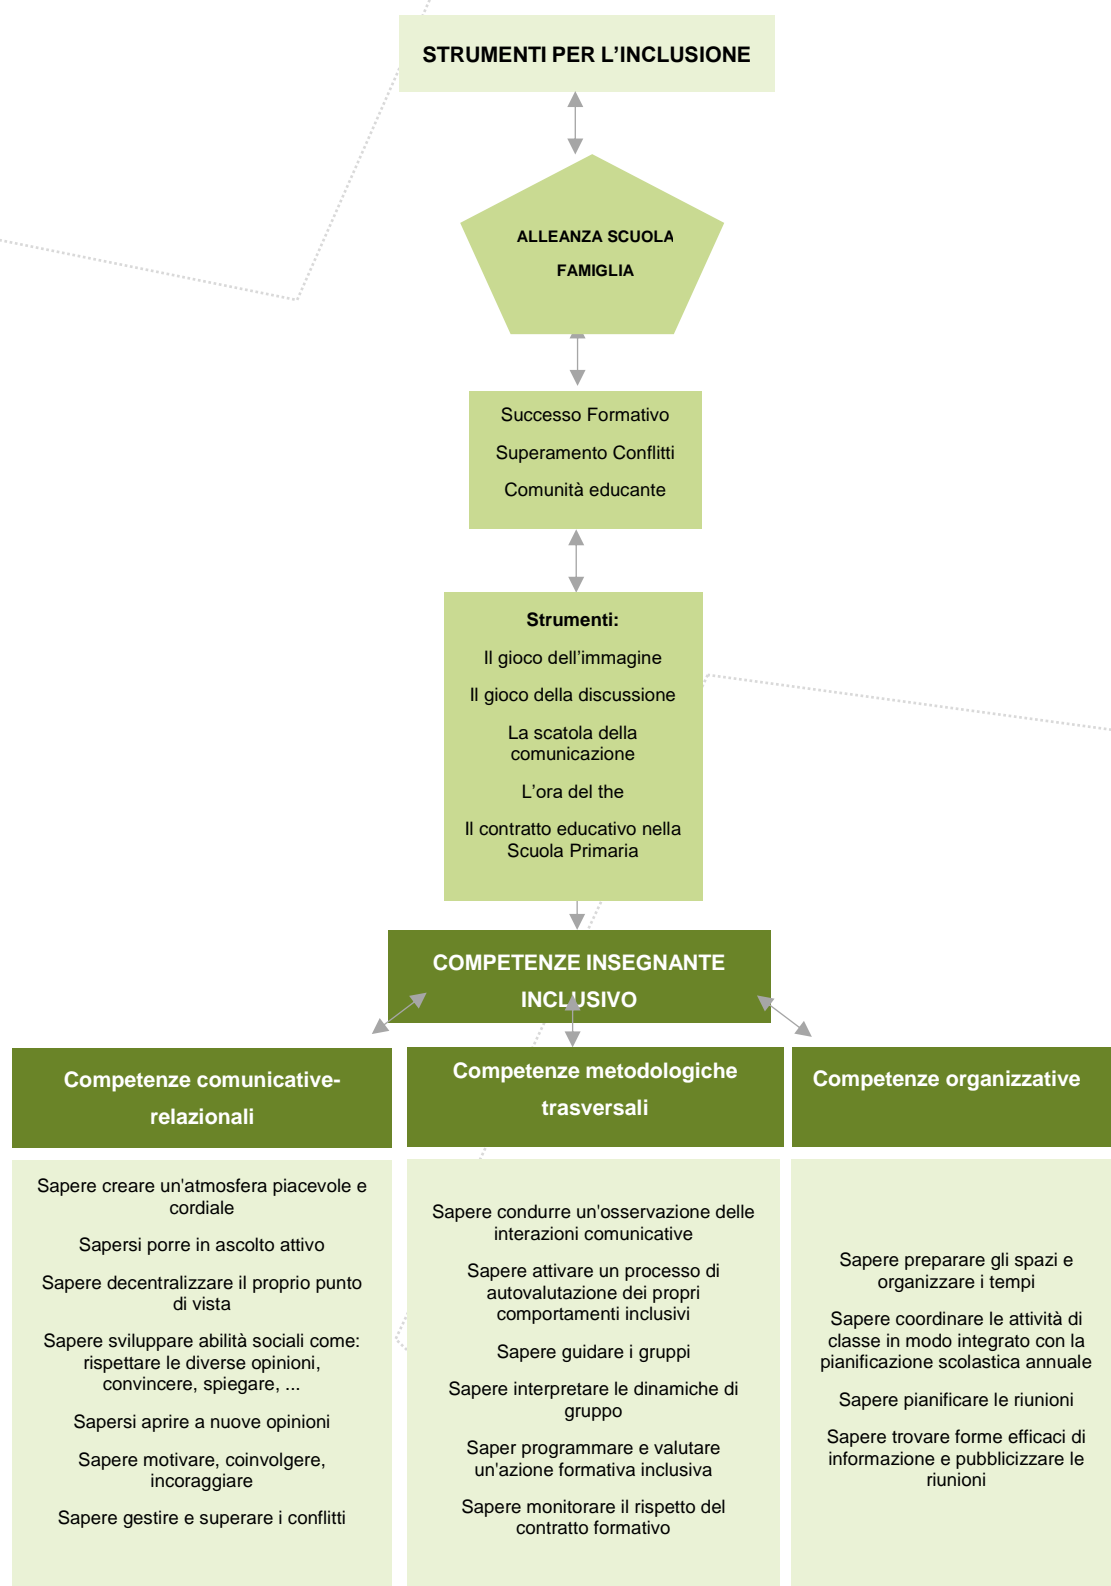 STRUMENTI PER L'INCLUSIONE
ALLEANZA SCUOLA
FAMIGLIA
Successo Formativo
Superamento Conflitti
Comunità educante
Strumenti:
Il gioco dell'immagine
Il gioco della discussione
La scatola della
comunicazione
L'ora del the
Il contratto educativo nella
Scuola Primaria
COMPETENZE INSEGNANTE
INCLUSIVO
Competenze comunicative-
relazionali
Sapere creare un'atmosfera piacevole e
cordiale
Sapersi porre in ascolto attivo
Sapere decentralizzare il proprio punto
di vista
Sapere sviluppare abilità sociali come:
rispettare le diverse opinioni,
convincere, spiegare, ...
Sapersi aprire a nuove opinioni
Sapere motivare, coinvolgere,
incoraggiare
Sapere gestire e superare i conflitti
Competenze metodologiche
trasversali
Sapere condurre un'osservazione delle
interazioni comunicative
Sapere attivare un processo di
autovalutazione dei propri
comportamenti inclusivi
Sapere guidare i gruppi
Sapere interpretare le dinamiche di
gruppo
Saper programmare e valutare
un'azione formativa inclusiva
Sapere monitorare il rispetto del
contratto formativo
Competenze organizzative
Sapere preparare gli spazi e
organizzare i tempi
Sapere coordinare le attività di
classe in modo integrato con la
pianificazione scolastica annuale
Sapere pianificare le riunioni
Sapere trovare forme efficaci di
informazione e pubblicizzare le
riunioni